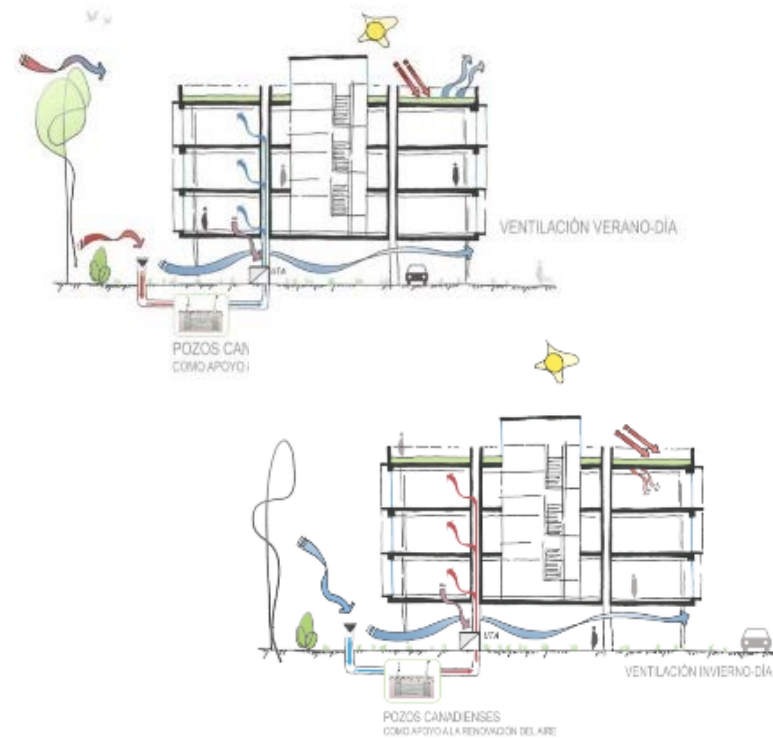 VENTILACIÓN VERANO-DÍA
UTA
POZOS CAN
COMO APOYO
UTA
VENTILACIÓN INVIERNO-DÍA
POZOS CANADIENSES
COMO APOYO A LA RENOVACIÓN DEL AIRE